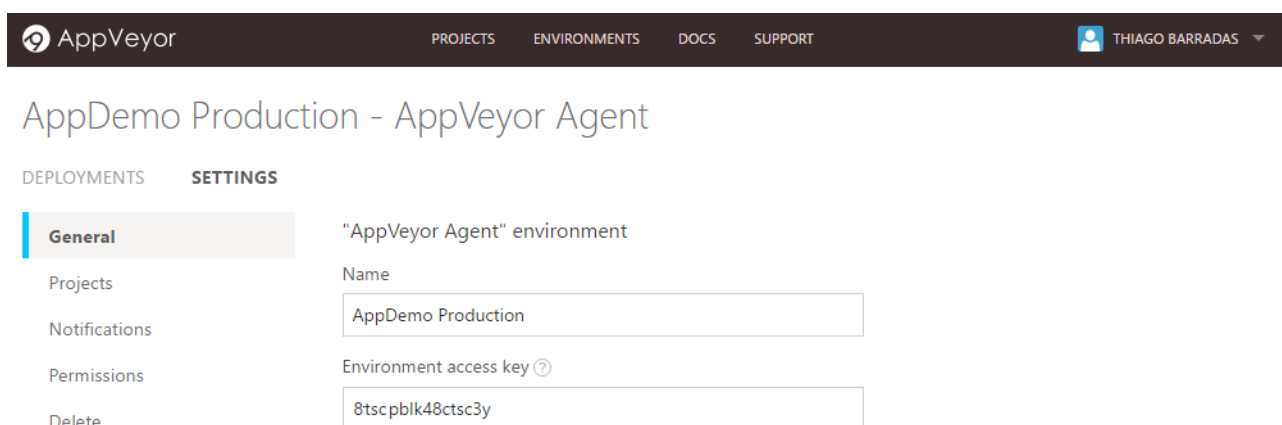 AppVeyor PROJECTS ENVIRONMENTS DOCS SUPPORT THIAGO BARRADAS
AppDemo Production - AppVeyor Agent
DEPLOYMENTS SETTINGS
General
Projects
Notifications
Permissions
Delete
"AppVeyor Agent" environment
Name
AppDemo Production
Environment access key ?
8tscpblk48ctsc3y